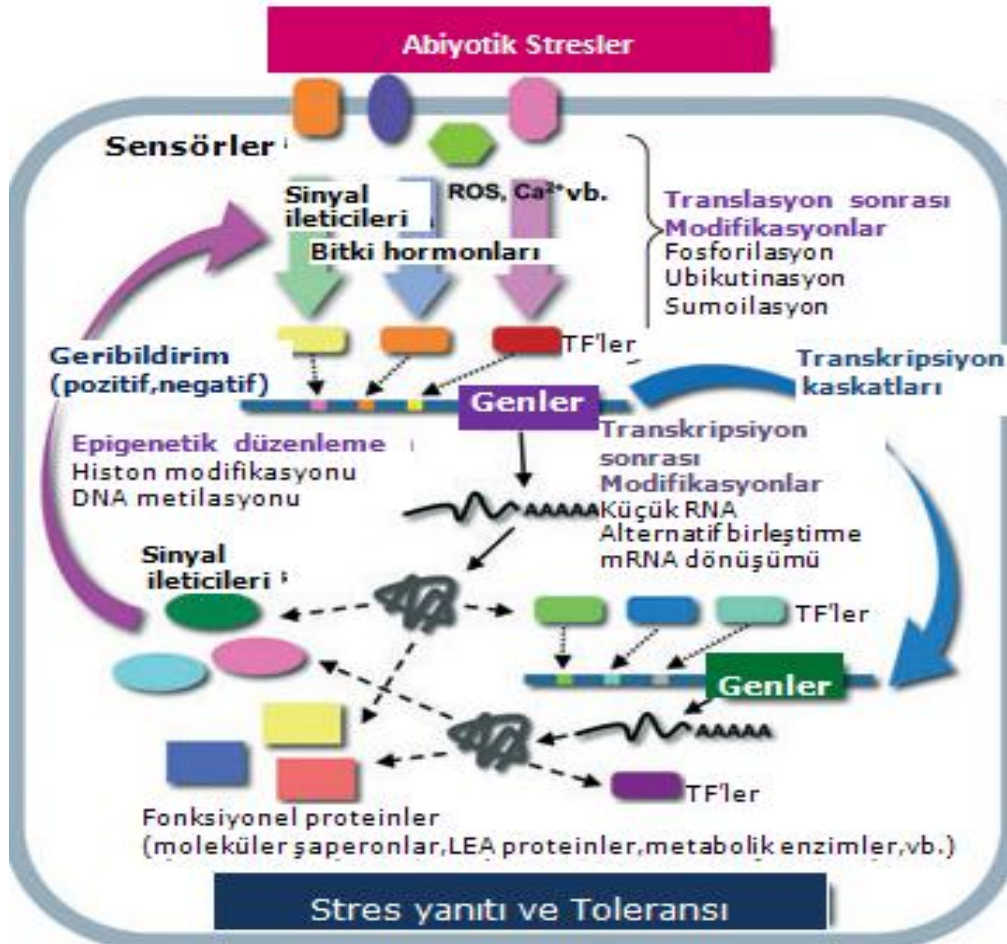 Abiyotik Stresler
Sensörler
Sinyal
ileticileri
ROS, Ca²⁺ vb.
Bitki hormonları
Translasyon sonrası
Modifikasyonlar
Fosforilasyon
Ubikutinasyon
Sumoilasyon
TF'ler
Geribildirim
(pozitif,negatif)
Transkripsiyon
kaskatları
Genler
Epigenetik düzenleme
Histon modifikasyonu
DNA metilasyonu
Transkripsiyon
sonrası
Modifikasyonlar
Küçük RNA
Alternatif birleştirme
mRNA dönüşümü
AAAAA
Sinyal
ileticileri
TF'ler
Genler
AAAAA
TF'ler
Fonksiyonel proteinler
(moleküler şaperonlar,LEA proteinler,metabolik enzimler,vb.)
Stres yanıtı ve Toleransı